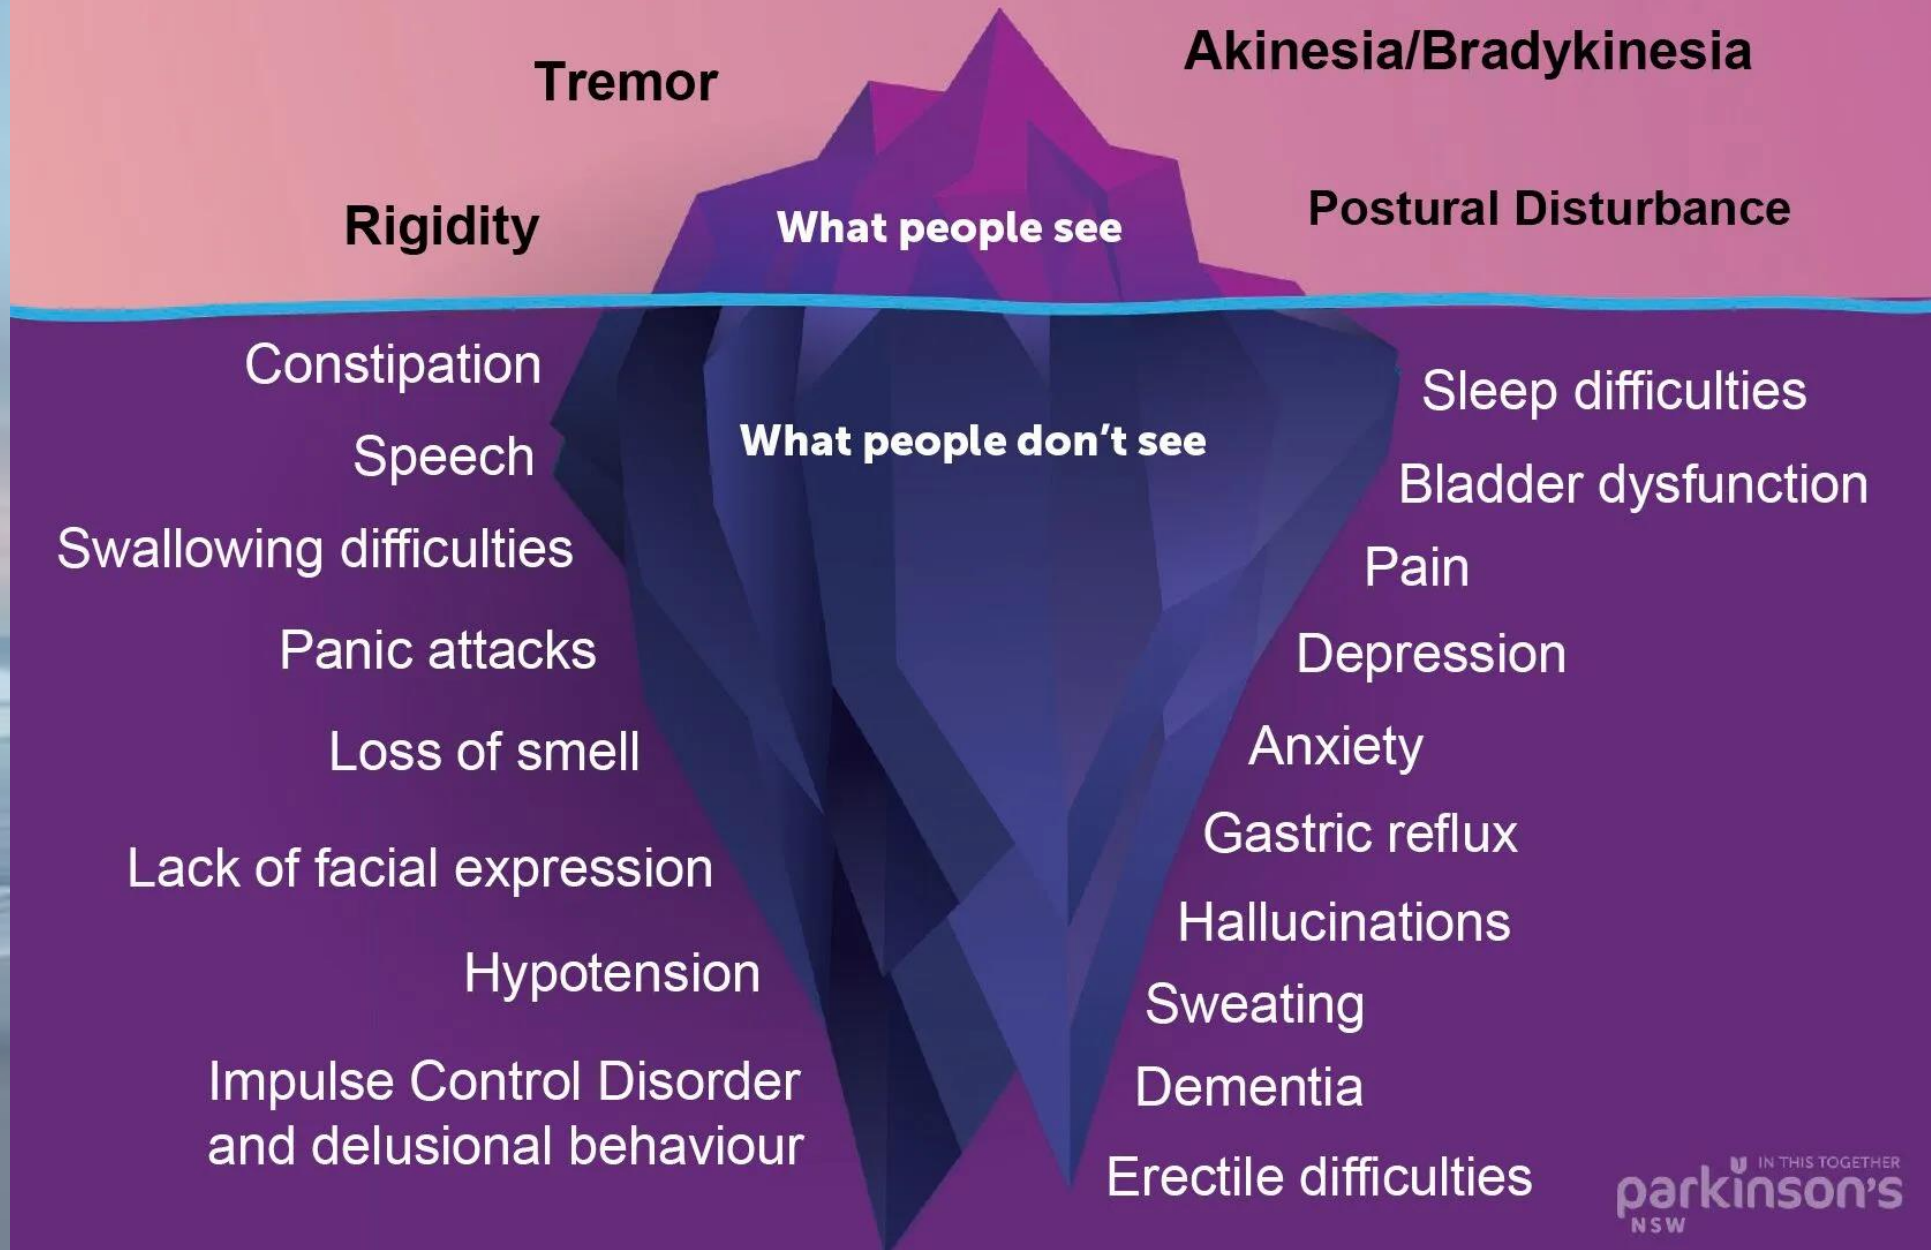 Tremor
Akinesia/Bradykinesia
Rigidity
What people see
Postural Disturbance
What people don't see
Constipation
Speech
Swallowing difficulties
Panic attacks
Loss of smell
Lack of facial expression
Hypotension
Impulse Control Disorder
and delusional behaviour
Sleep difficulties
Bladder dysfunction
Pain
Depression
Anxiety
Gastric reflux
Hallucinations
Sweating
Dementia
Erectile difficulties
IN THIS TOGETHER
parkinson's
NSW